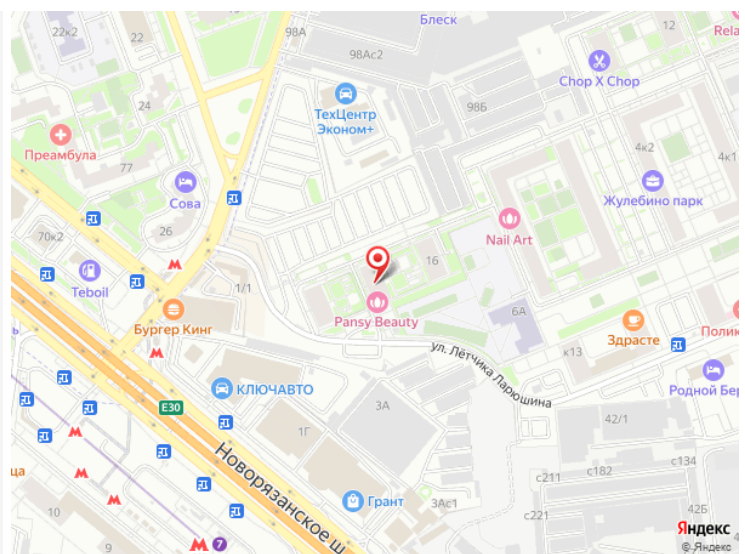 22к2
98А
98Ас2
Блеск
Rela
24
ТехЦентр
Эконом+
98Б
Chop X Chop
Преамбула
77
Сова
4к2
4к1
Жулебино парк
Nail Art
70к2
26
16
Teboil
1/1
Pansy Beauty
6А
Бургер Кинг
Здрасте
Поли
ул. Лётчика Ларюшина
к13
Родной Бер
КЛЮЧАВТО
Е30
3А
42/1
1Г
с134
с182
с211
ца
Новорязанское ш
Грант
3Ас1
с221
42Б
10
9
7
Яндекс
© Яндекс